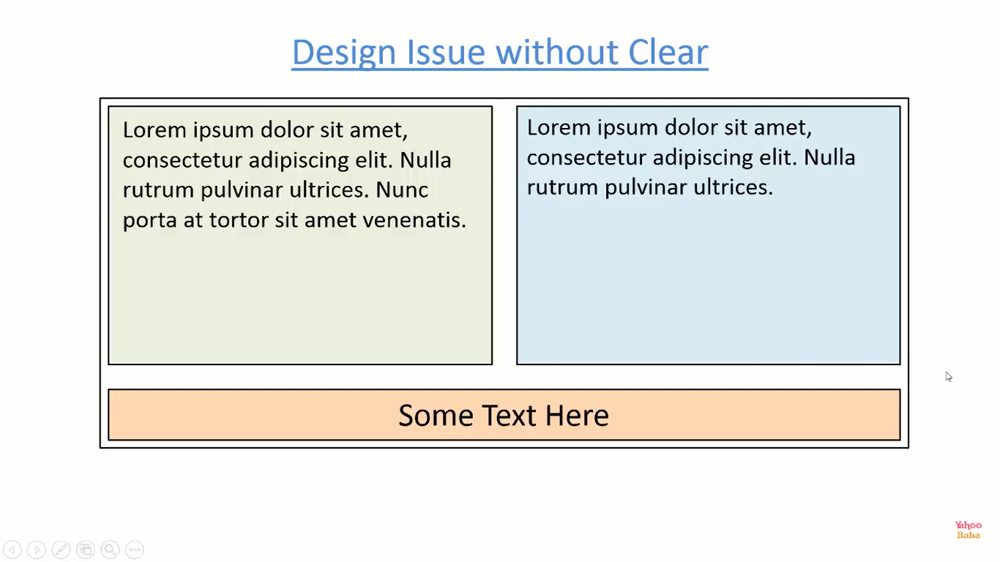 Design Issue without Clear
Lorem ipsum dolor sit amet,
consectetur adipiscing elit. Nulla
rutrum pulvinar ultrices. Nunc
porta at tortor sit amet venenatis.
Lorem ipsum dolor sit amet,
consectetur adipiscing elit. Nulla
rutrum pulvinar ultrices.
Some Text Here
Yahoo
Baba